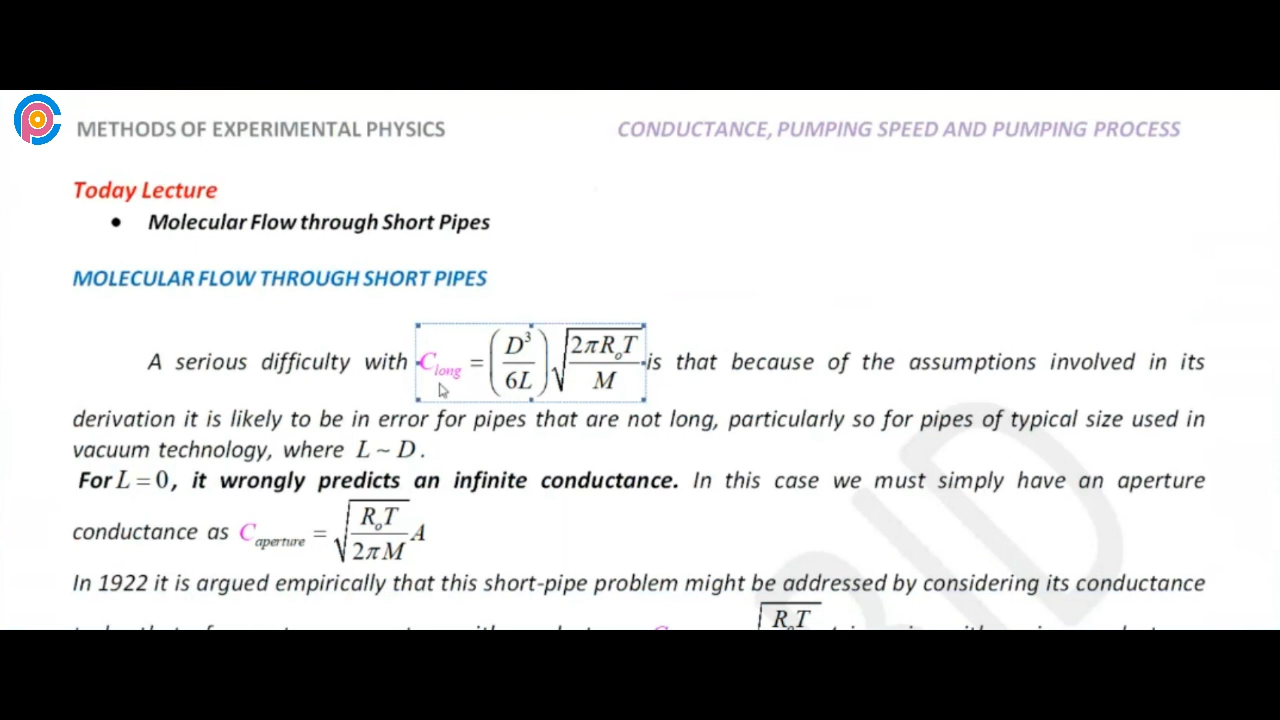 METHODS OF EXPERIMENTAL PHYSICS CONDUCTANCE, PUMPING SPEED AND PUMPING PROCESS
Today Lecture
• Molecular Flow through Short Pipes
MOLECULAR FLOW THROUGH SHORT PIPES
A serious difficulty with C_long = (D³/6L) √(2πR₀T/M) is that because of the assumptions involved in its
derivation it is likely to be in error for pipes that are not long, particularly so for pipes of typical size used in
vacuum technology, where L ~ D.
For L = 0, it wrongly predicts an infinite conductance. In this case we must simply have an aperture
conductance as C_aperture = √(R₀T/2πM) A
In 1922 it is argued empirically that this short-pipe problem might be addressed by considering its conductance
R₀T